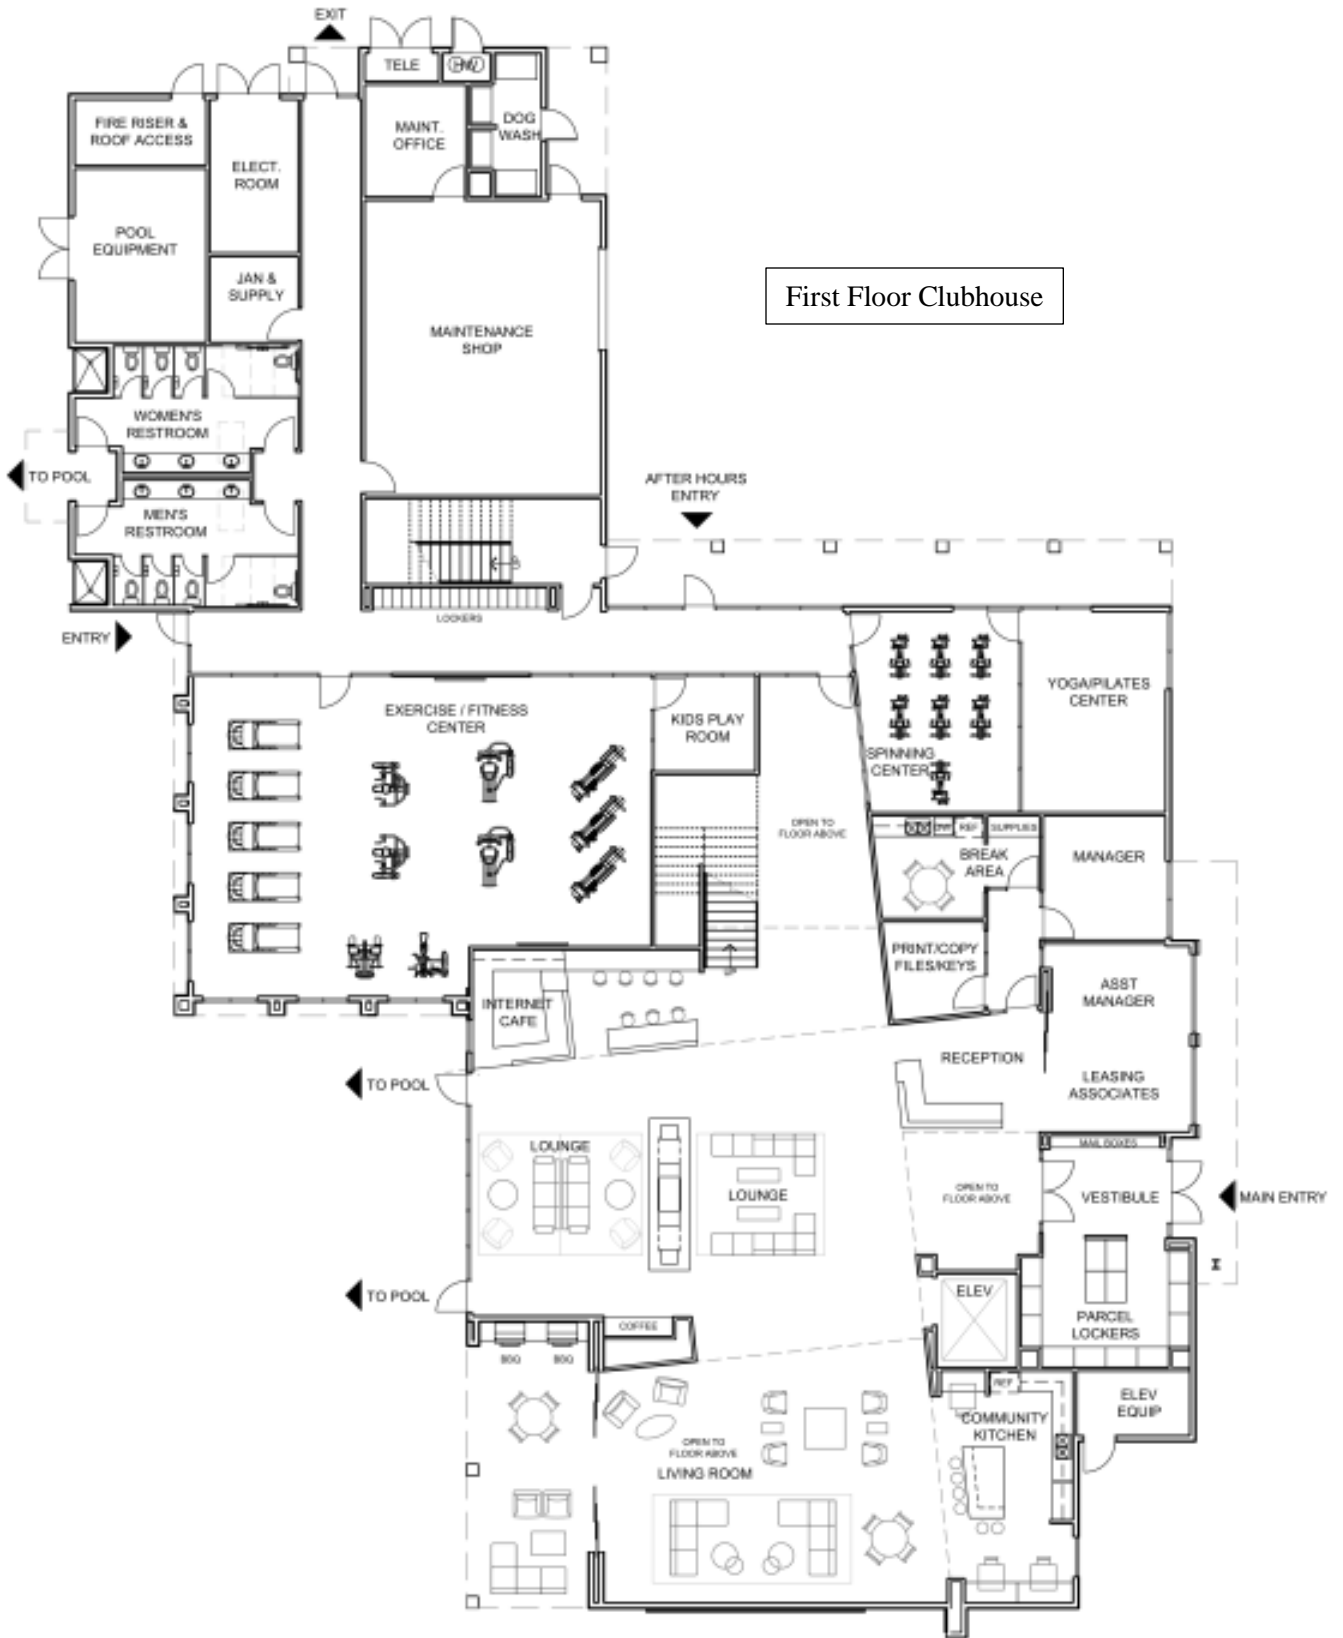 EXIT
TELE
HW
DOG
WASH
MAINT.
OFFICE
FIRE RISER &
ROOF ACCESS
ELECT.
ROOM
POOL
EQUIPMENT
JAN &
SUPPLY
First Floor Clubhouse
MAINTENANCE
SHOP
WOMEN'S
RESTROOM
TO POOL
MEN'S
RESTROOM
AFTER HOURS
ENTRY
LOCKERS
ENTRY
EXERCISE / FITNESS
CENTER
KIDS PLAY
ROOM
YOGA/PILATES
CENTER
SPINNING
CENTER
OPEN TO
FLOOR ABOVE
DW
REF
SUPPLIES
BREAK
AREA
MANAGER
PRINT/COPY
FILES/KEYS
INTERNET
CAFE
ASST
MANAGER
RECEPTION
LEASING
ASSOCIATES
TO POOL
LOUNGE
LOUNGE
MAIL BOXES
OPEN TO
FLOOR ABOVE
VESTIBULE
MAIN ENTRY
TO POOL
ELEV
PARCEL
LOCKERS
COFFEE
BBQ
BBQ
REF
ELEV
EQUIP
COMMUNITY
KITCHEN
OPEN TO
FLOOR ABOVE
LIVING ROOM